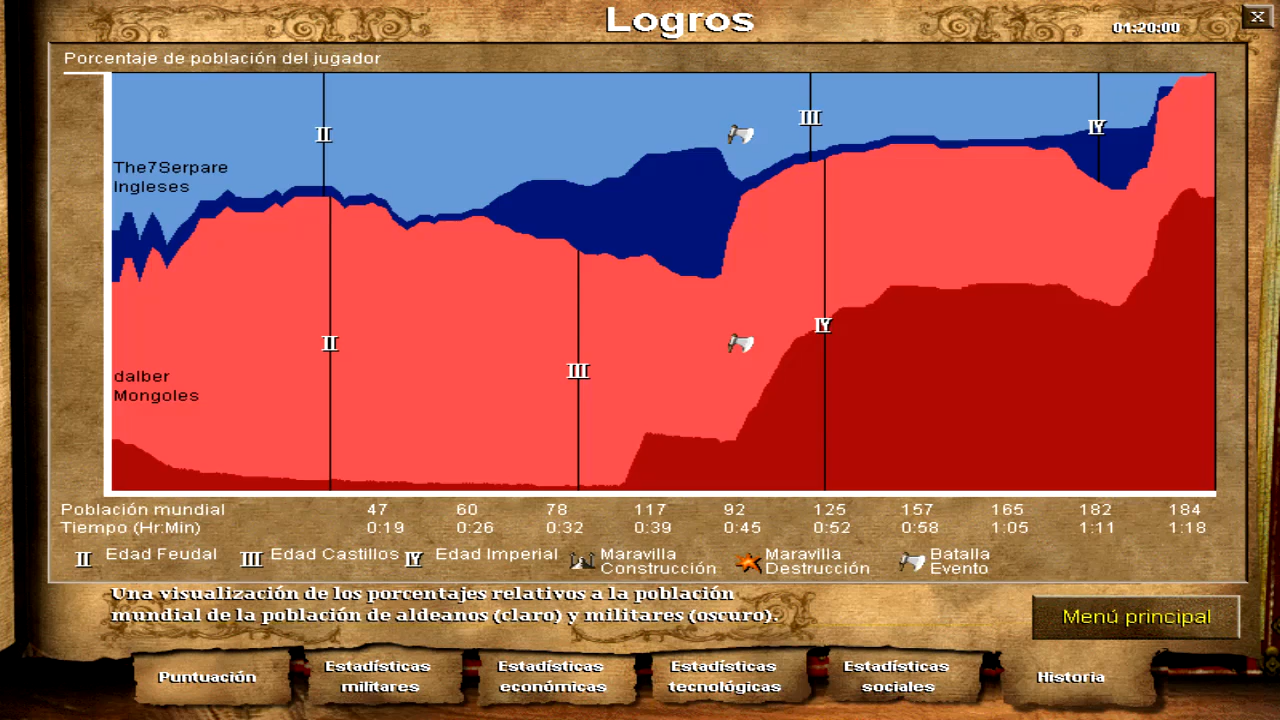 Logros
01:20:00
X
Porcentaje de población del jugador
II
III
IV
The7Serpare
Ingleses
II
III
IV
dalber
Mongoles
Población mundial 47 60 78 117 92 125 157 165 182 184
Tiempo (Hr:Min) 0:19 0:26 0:32 0:39 0:45 0:52 0:58 1:05 1:11 1:18
II Edad Feudal III Edad Castillos IV Edad Imperial Maravilla Construcción Maravilla Destrucción Batalla Evento
Una visualización de los porcentajes relativos a la población
mundial de la población de aldeanos (claro) y militares (oscuro).
Menú principal
Puntuación
Estadísticas
militares
Estadísticas
económicas
Estadísticas
tecnológicas
Estadísticas
sociales
Historia